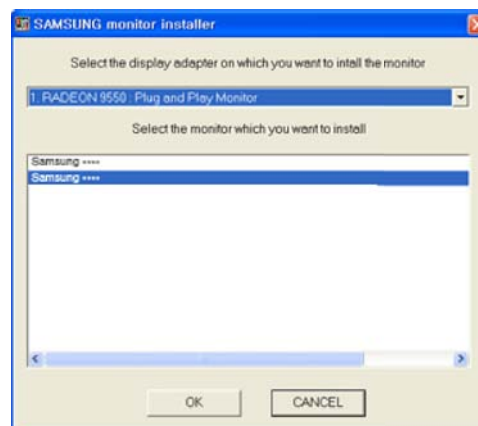 SAMSUNG monitor installer
Select the display adapter on which you want to intall the monitor
1. RADEON 9550 : Plug and Play Monitor
Select the monitor which you want to install
Samsung ****
Samsung ****
OK
CANCEL